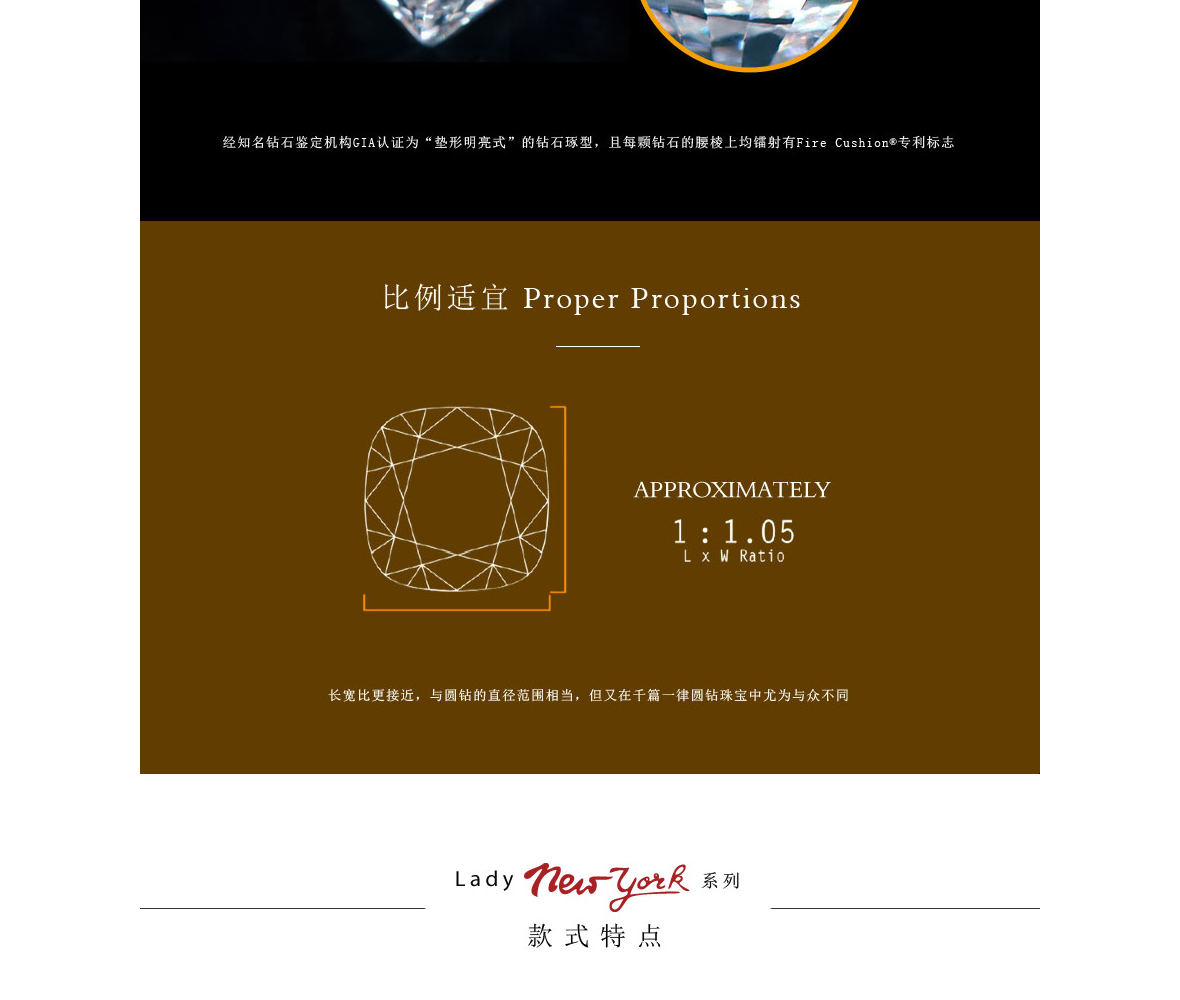 经知名钻石鉴定机构GIA认证为“垫形明亮式”的钻石琢型，且每颗钻石的腰棱上均镭射有Fire Cushion®专利标志
比例适宜 Proper Proportions
APPROXIMATELY
1 : 1.05
L x W Ratio
长宽比更接近，与圆钻的直径范围相当，但又在千篇一律圆钻珠宝中尤为与众不同
Lady New York 系列
款式特点